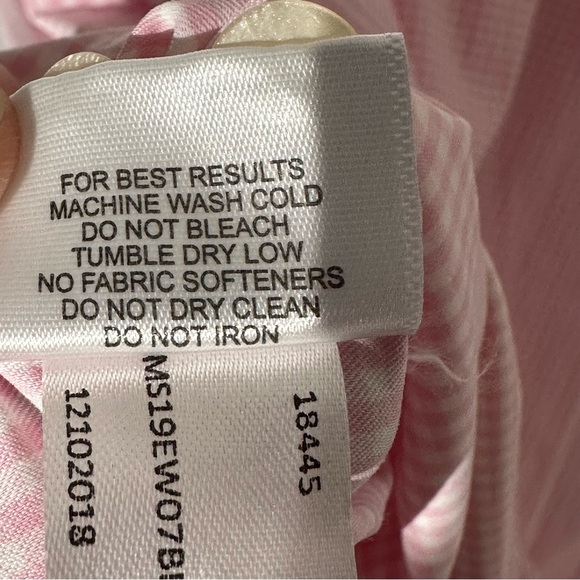 FOR BEST RESULTS
MACHINE WASH COLD
DO NOT BLEACH
TUMBLE DRY LOW
NO FABRIC SOFTENERS
DO NOT DRY CLEAN
DO NOT IRON
18445
MS19EW07B
12102018